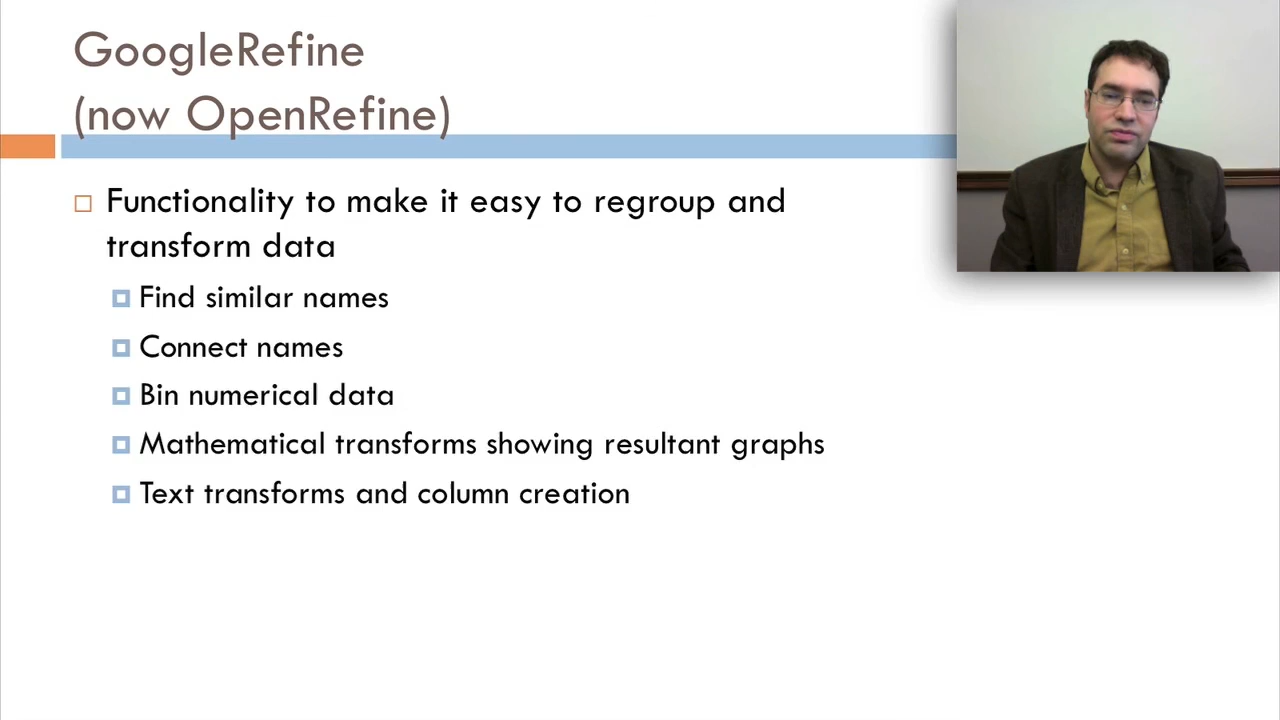 GoogleRefine
(now OpenRefine)
Functionality to make it easy to regroup and
transform data
Find similar names
Connect names
Bin numerical data
Mathematical transforms showing resultant graphs
Text transforms and column creation